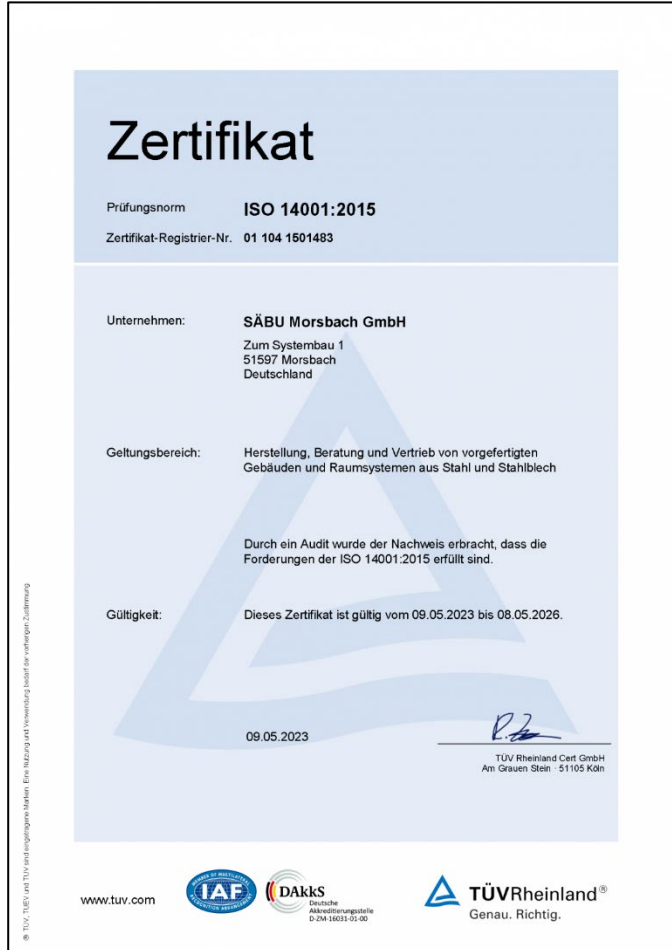 Zertifikat
Prüfungsnorm ISO 14001:2015
Zertifikat-Registrier-Nr. 01 104 1501483
Unternehmen: SÄBU Morsbach GmbH
Zum Systembau 1
51597 Morsbach
Deutschland
Geltungsbereich: Herstellung, Beratung und Vertrieb von vorgefertigten
Gebäuden und Raumsystemen aus Stahl und Stahlblech
Durch ein Audit wurde der Nachweis erbracht, dass die
Forderungen der ISO 14001:2015 erfüllt sind.
Gültigkeit: Dieses Zertifikat ist gültig vom 09.05.2023 bis 08.05.2026.
09.05.2023
TÜV Rheinland Cert GmbH
Am Grauen Stein · 51105 Köln
® TÜV, TUEV und TUV sind eingetragene Marken. Eine Nutzung und Verwendung bedarf der vorherigen Zustimmung.
www.tuv.com
MEMBER OF MULTILATERAL
IAF
RECOGNITION ARRANGEMENT
DAkkS
Deutsche
Akkreditierungsstelle
D-ZM-16031-01-00
TÜVRheinland®
Genau. Richtig.